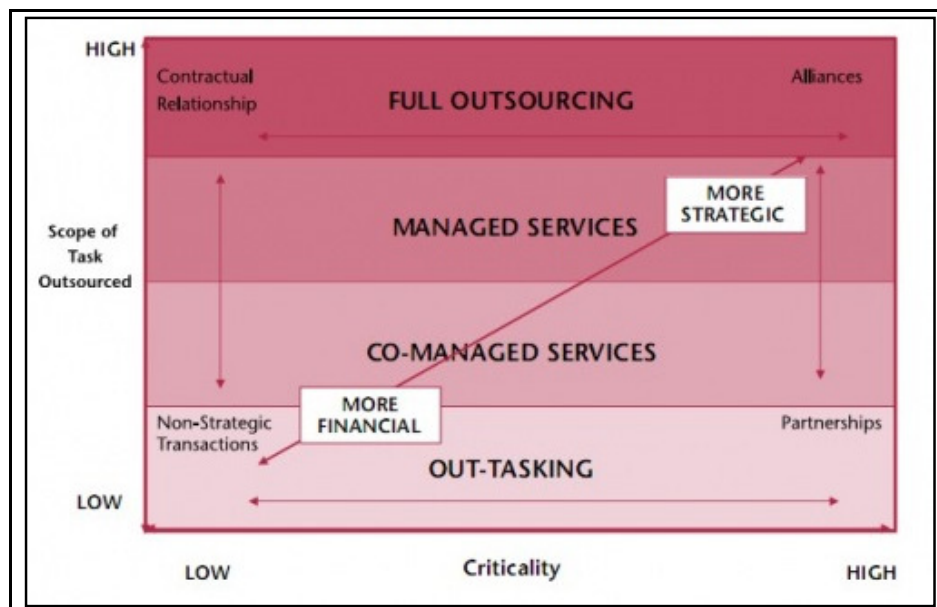 HIGH
Contractual
Relationship
Alliances
FULL OUTSOURCING
MORE
STRATEGIC
MANAGED SERVICES
Scope of
Task
Outsourced
CO-MANAGED SERVICES
MORE
FINANCIAL
Non-Strategic
Transactions
Partnerships
OUT-TASKING
LOW
LOW
Criticality
HIGH